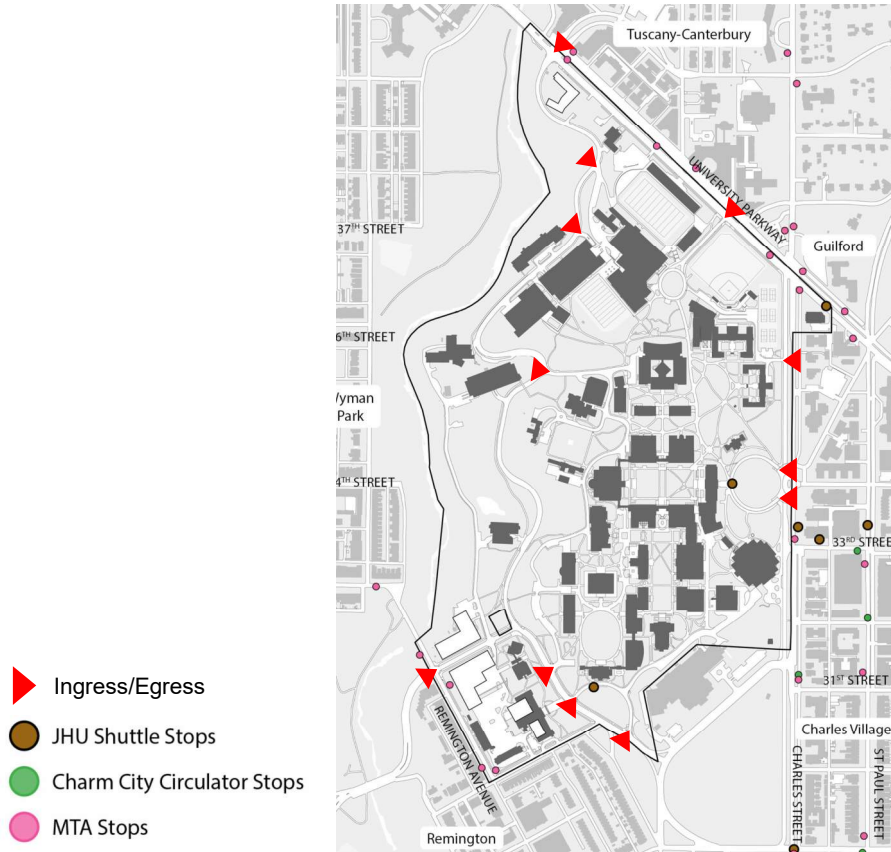 Tuscany-Canterbury
UNIVERSITY PARKWAY
37TH STREET
Guilford
6TH STREET
Wyman
Park
4TH STREET
33RD STREE
Ingress/Egress
31ST STREET
JHU Shuttle Stops
REMINGTON AVENUE
Charles Village
CHARLES STREET
ST PAUL STREET
Charm City Circulator Stops
MTA Stops
Remington